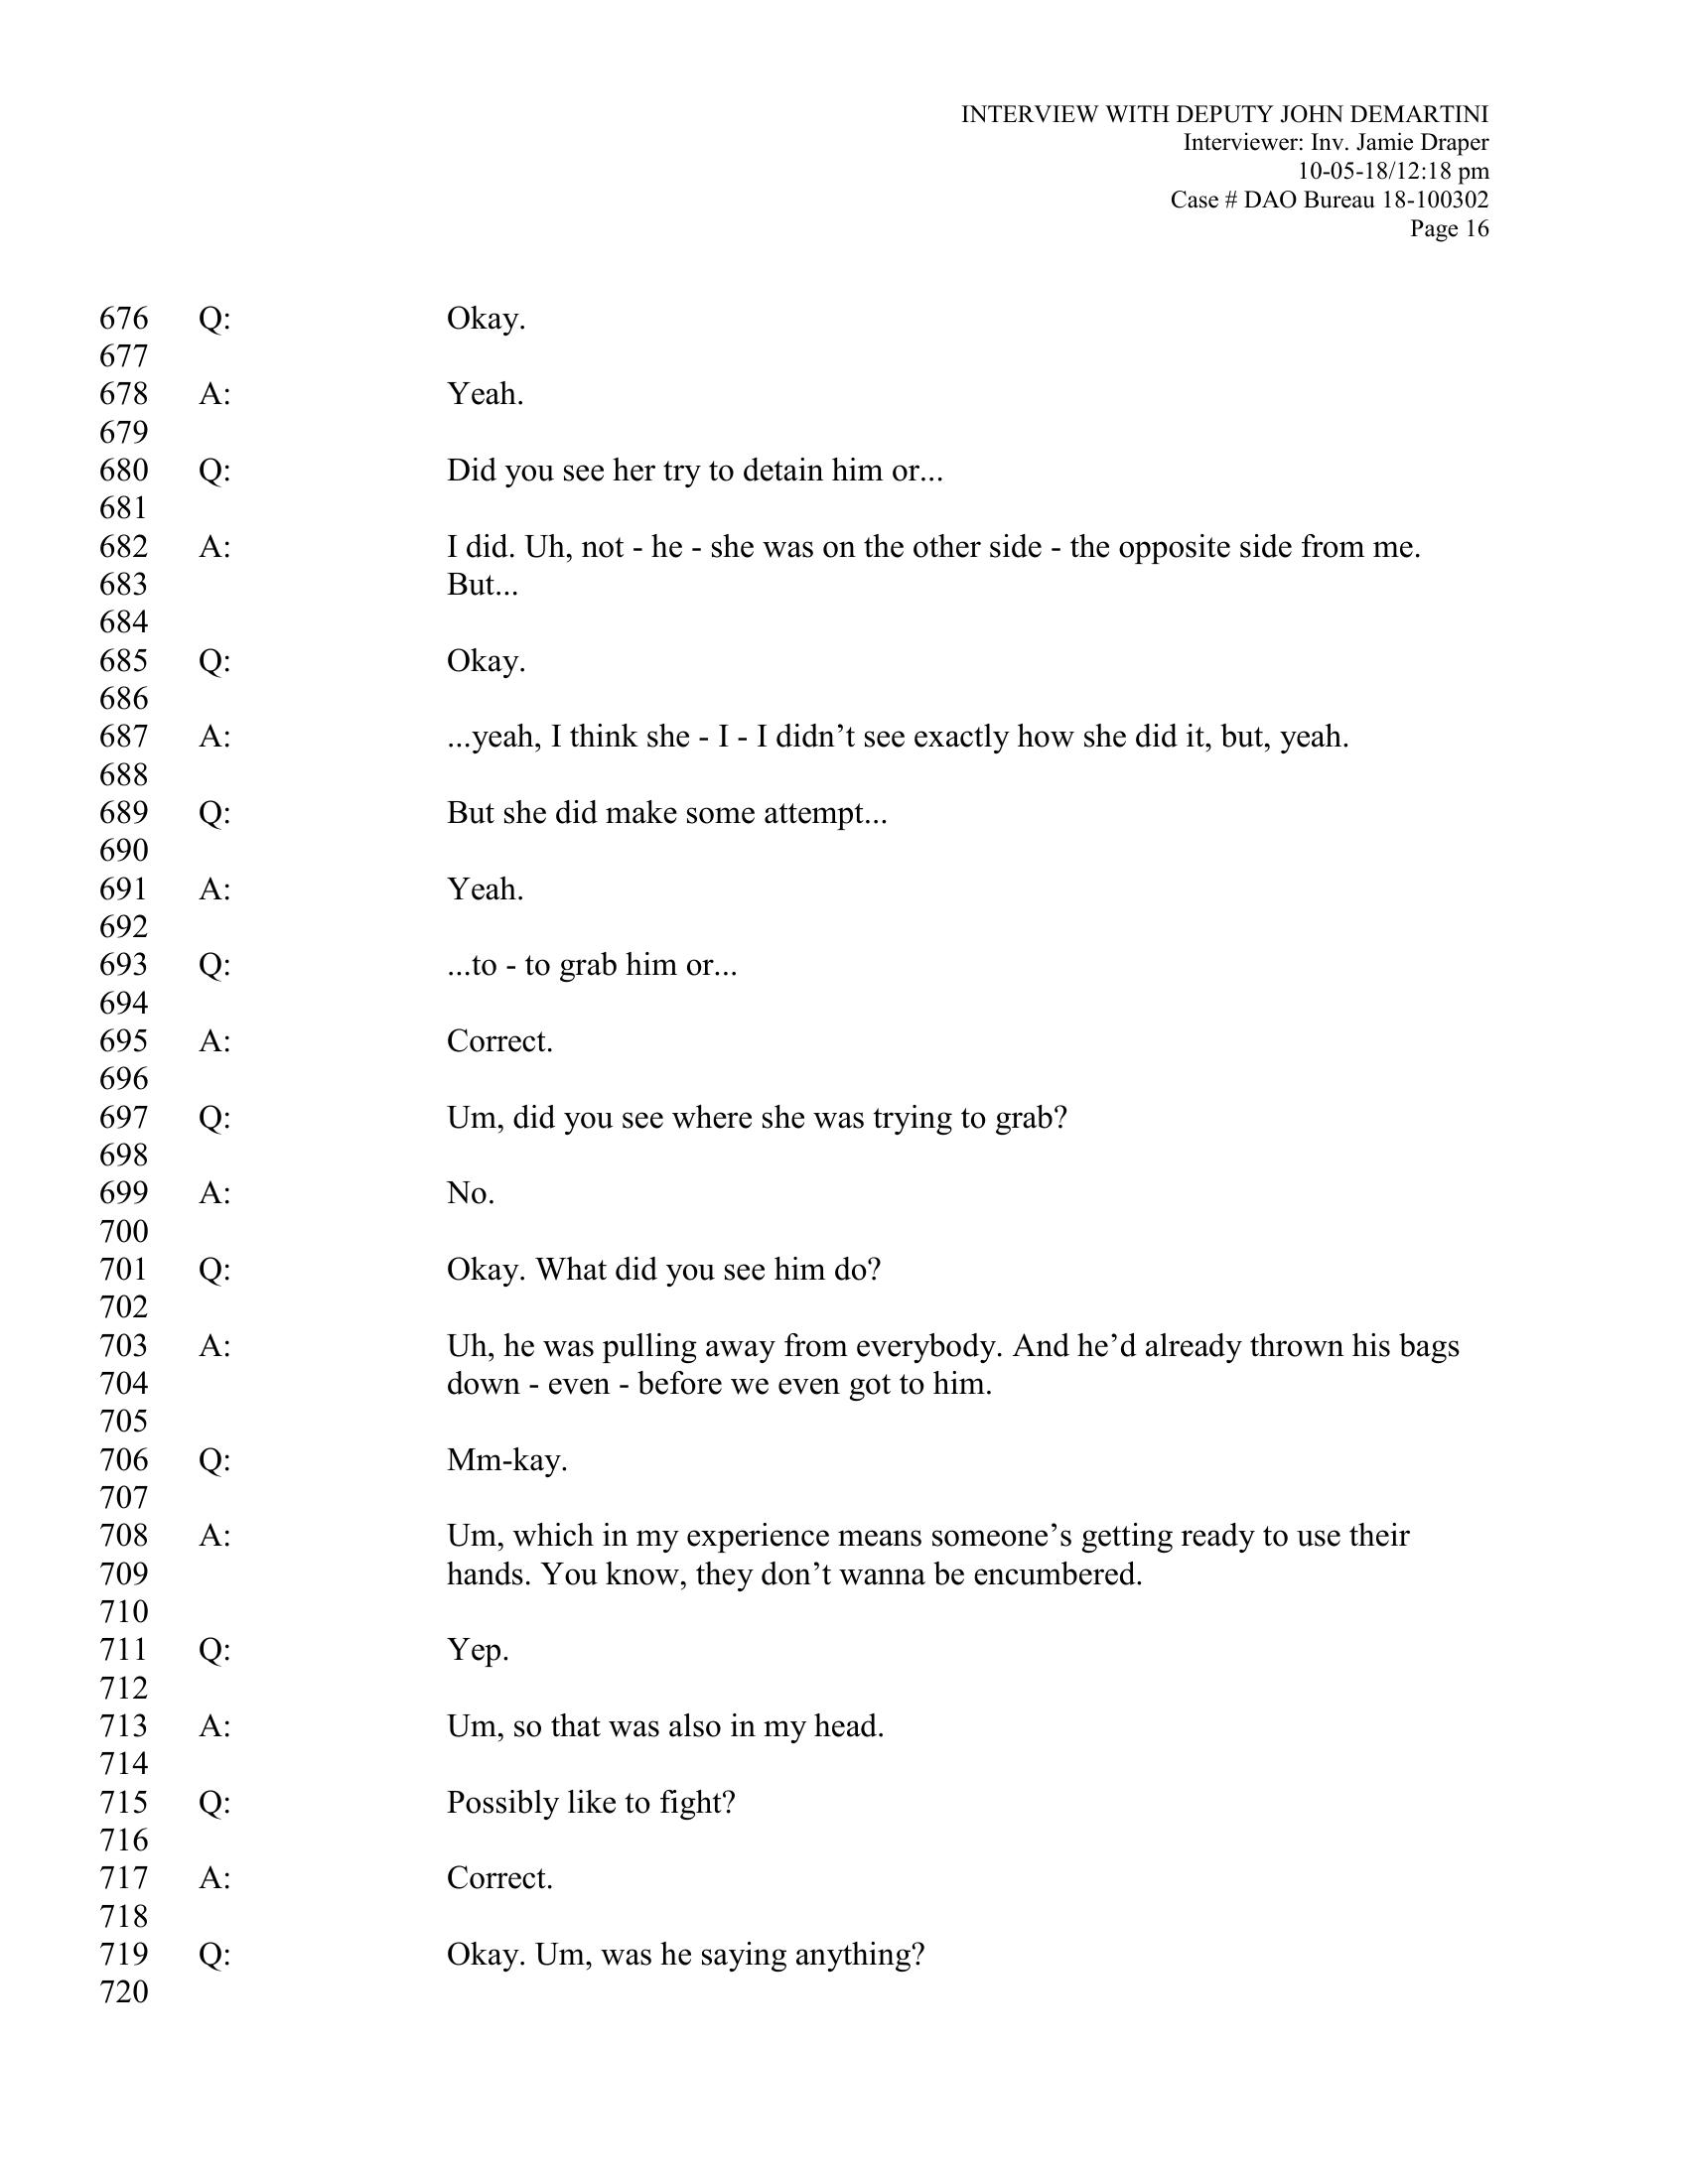 INTERVIEW WITH DEPUTY JOHN DEMARTINI
Interviewer: Inv. Jamie Draper
10-05-18/12:18 pm
Case # DAO Bureau 18-100302
Page 16
676 Q: Okay.
677
678 A: Yeah.
679
680 Q: Did you see her try to detain him or...
681
682 A: I did. Uh, not - he - she was on the other side - the opposite side from me.
683 But...
684
685 Q: Okay.
686
687 A: ...yeah, I think she - I - I didn’t see exactly how she did it, but, yeah.
688
689 Q: But she did make some attempt...
690
691 A: Yeah.
692
693 Q: ...to - to grab him or...
694
695 A: Correct.
696
697 Q: Um, did you see where she was trying to grab?
698
699 A: No.
700
701 Q: Okay. What did you see him do?
702
703 A: Uh, he was pulling away from everybody. And he’d already thrown his bags
704 down - even - before we even got to him.
705
706 Q: Mm-kay.
707
708 A: Um, which in my experience means someone’s getting ready to use their
709 hands. You know, they don’t wanna be encumbered.
710
711 Q: Yep.
712
713 A: Um, so that was also in my head.
714
715 Q: Possibly like to fight?
716
717 A: Correct.
718
719 Q: Okay. Um, was he saying anything?
720